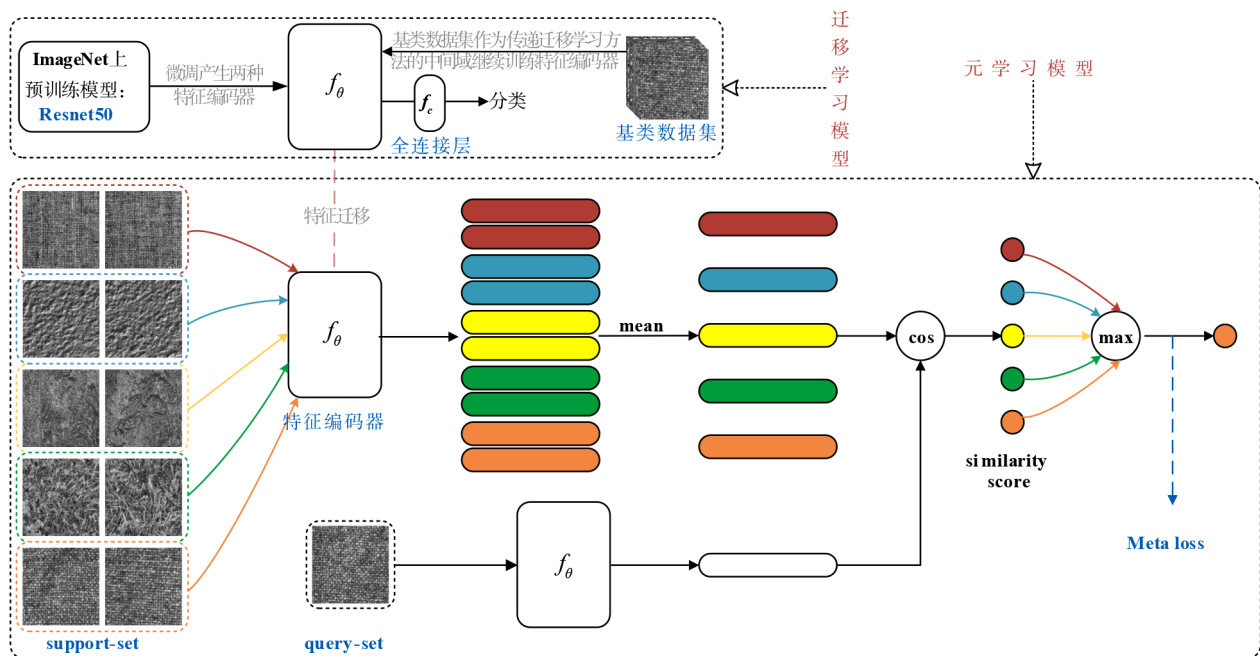 ImageNet上
预训练模型：
Resnet50
微调产生两种
特征编码器
fθ
基类数据集作为传递迁移学习方
法的中间域继续训练特征编码器
fc
分类
全连接层
基类数据集
迁移学习模型
元学习模型
特征迁移
fθ
特征编码器
mean
cos
max
similarity
score
Meta loss
fθ
support-set
query-set